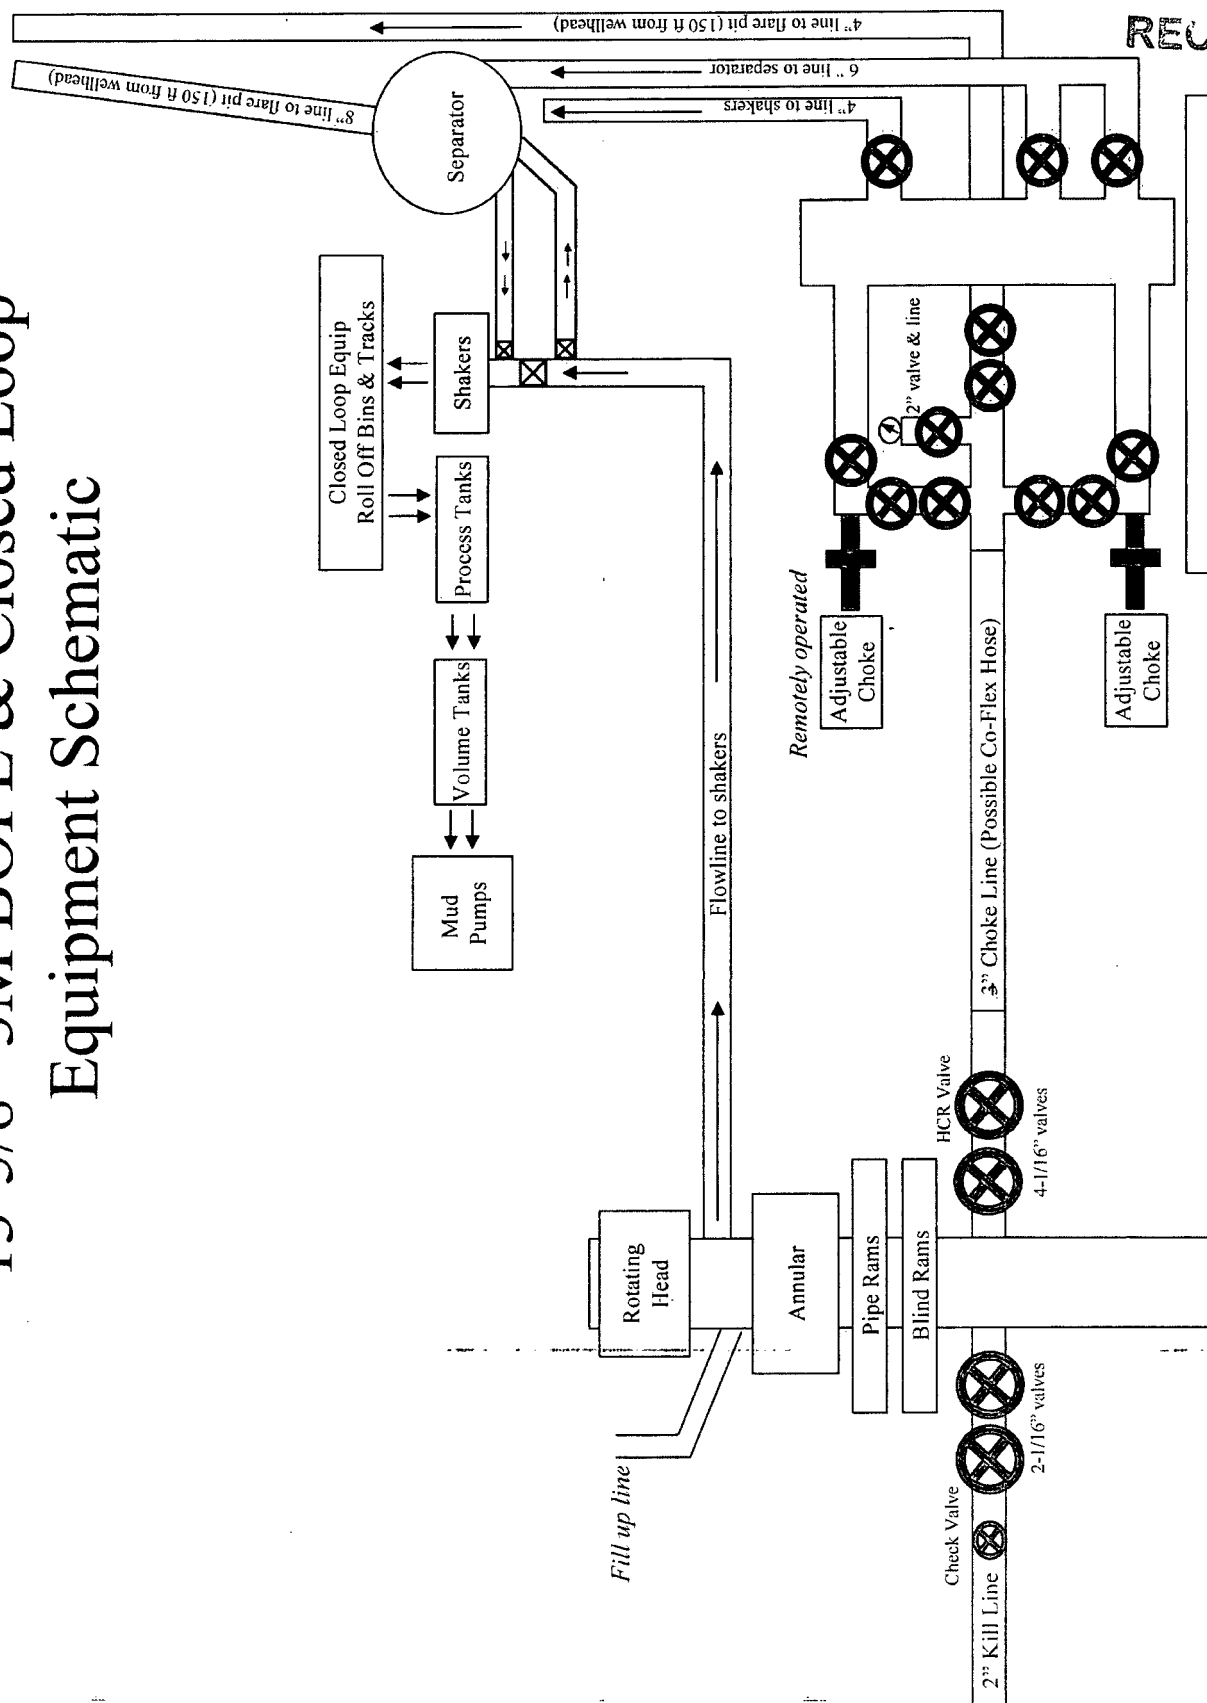 Equipment Schematic
4" line to flare pit (150 ft from wellhead)
8" line to flare pit (150 ft from wellhead)
6" line to separator
4" line to shakers
Separator
Closed Loop Equip
Roll Off Bins & Tracks
Shakers
Process Tanks
Volume Tanks
Mud
Pumps
Flowline to shakers
2" valve & line
Remotely operated
Adjustable
Choke
Adjustable
Choke
Rotating
Head
Annular
Pipe Rams
Blind Rams
Fill up line
HCR Valve
3" Choke Line (Possible Co-Flex Hose)
4-1/16" valves
Check Valve
2" Kill Line
2-1/16" valves